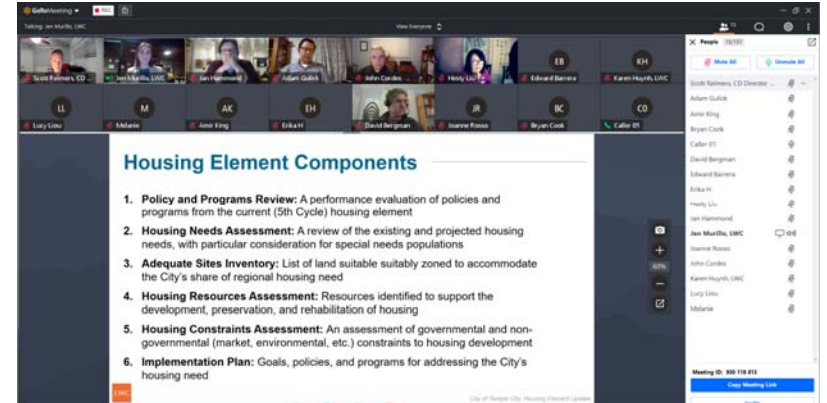 GoToMeeting
REC
Talking: Jen Murillo, LWC
View Everyone
15
Scott Reimers, CD ...
Jen Murillo, LWC
Jan Hammond
Adam Gulick
John Cordes
Hesty Liu
EB
Edward Barrera
KH
Karen Huynh, LWC
LL
Lucy Liou
M
Melanie
AK
Amir King
EH
Erika H
David Bergman
JR
Joanne Rosso
BC
Bryan Cook
C0
Caller 01
Housing Element Components
1. Policy and Programs Review: A performance evaluation of policies and
programs from the current (5th Cycle) housing element
2. Housing Needs Assessment: A review of the existing and projected housing
needs, with particular consideration for special needs populations
3. Adequate Sites Inventory: List of land suitable suitably zoned to accommodate
the City's share of regional housing need
4. Housing Resources Assessment: Resources identified to support the
development, preservation, and rehabilitation of housing
5. Housing Constraints Assessment: An assessment of governmental and non-
governmental (market, environmental, etc.) constraints to housing development
6. Implementation Plan: Goals, policies, and programs for addressing the City's
housing need
LWC
City of Temple City Housing Element Update
X People
Mute All
Unmute All
Scott Reimers, CD Director ...
Adam Gulick
Amir King
Bryan Cook
Caller 01
David Bergman
Edward Barrera
Erika H
Hesty Liu
Jan Hammond
Jen Murillo, LWC
Joanne Rosso
John Cordes
Karen Huynh, LWC
Lucy Liou
Melanie
Copy Meeting Link